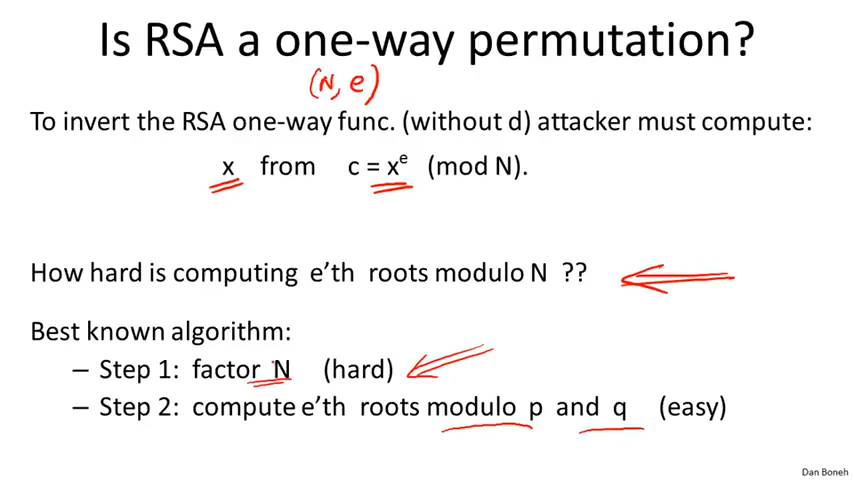 Is RSA a one-way permutation?
(N, e)
To invert the RSA one-way func. (without d) attacker must compute:
x from c = xᵉ (mod N).
How hard is computing e’th roots modulo N ??
Best known algorithm:
– Step 1: factor N (hard)
– Step 2: compute e’th roots modulo p and q (easy)
Dan Boneh